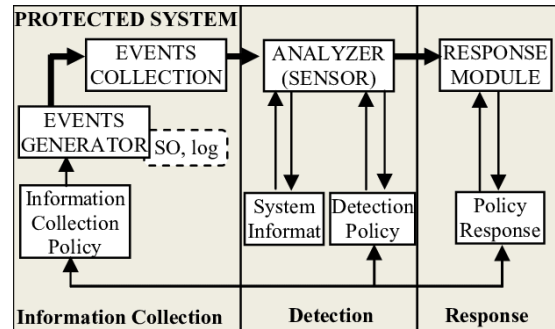 PROTECTED SYSTEM
EVENTS
COLLECTION
ANALYZER
(SENSOR)
RESPONSE
MODULE
EVENTS
GENERATOR
SO, log
Information
Collection
Policy
System
Informat
Detection
Policy
Policy
Response
Information Collection
Detection
Response